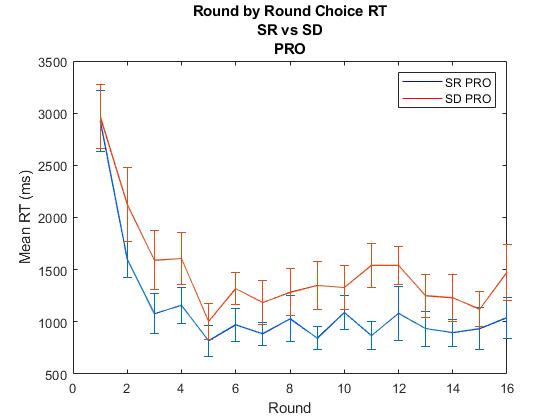 Round by Round Choice RT
SR vs SD
PRO
3500
3000
2500
2000
1500
1000
500
Mean RT (ms)
SR PRO
SD PRO
0 2 4 6 8 10 12 14 16
Round